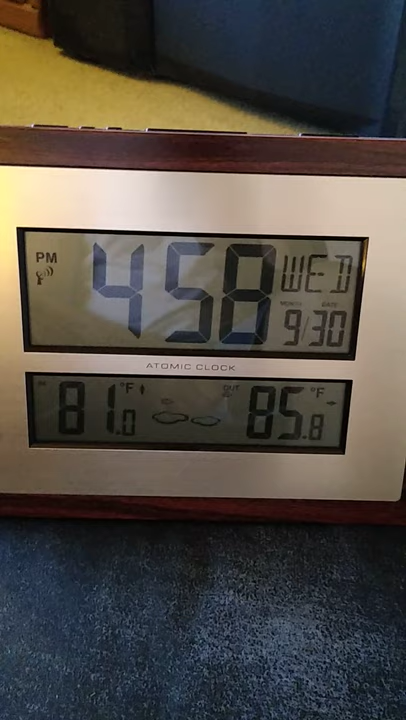 PM 458 WED
MONTH DATE
9/30
ATOMIC CLOCK
IN 81.0 °F OUT 85.8 °F